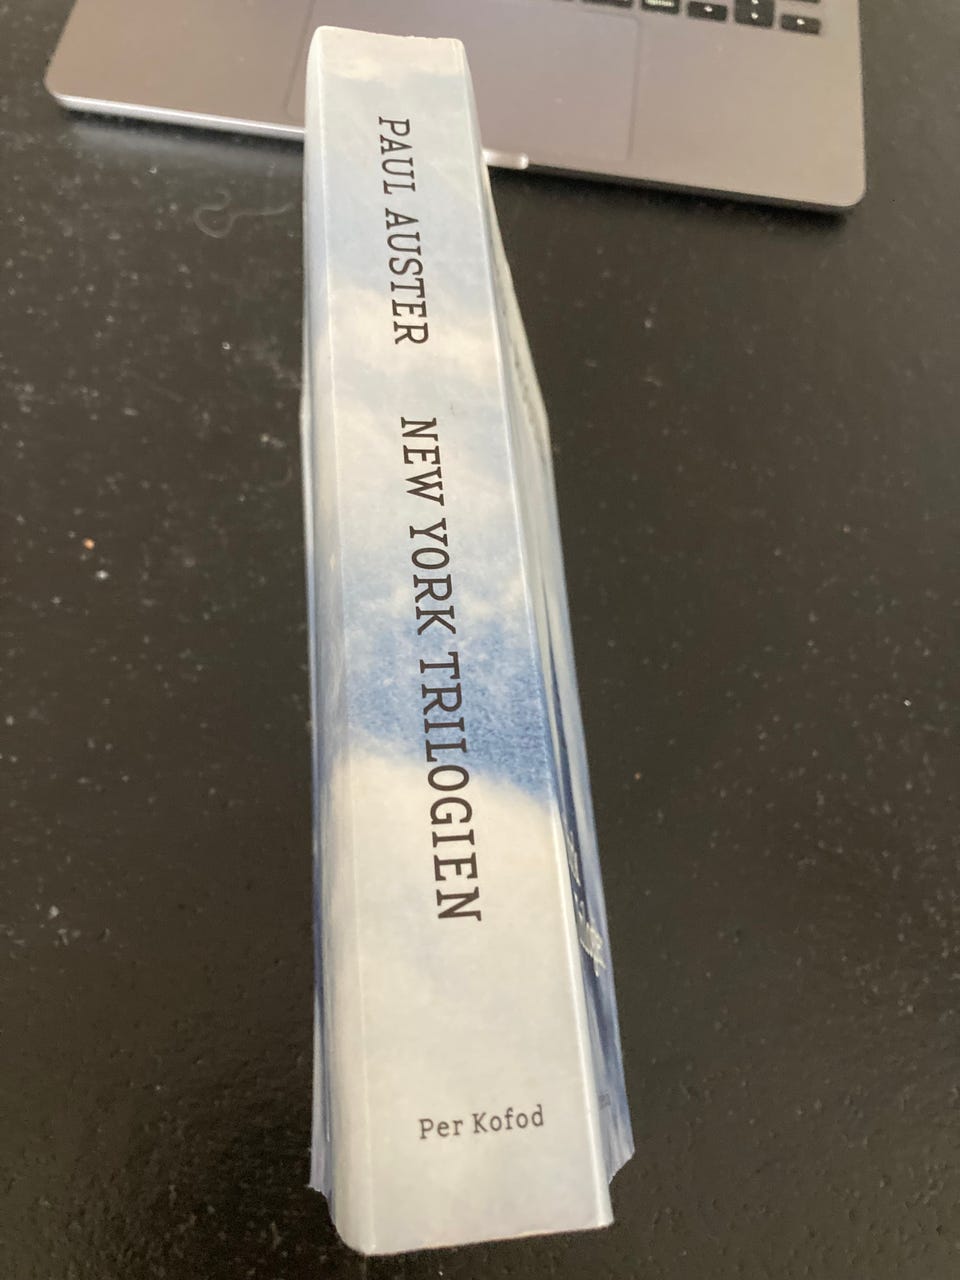 PAUL AUSTER NEW YORK TRILOGIEN
Per Kofod